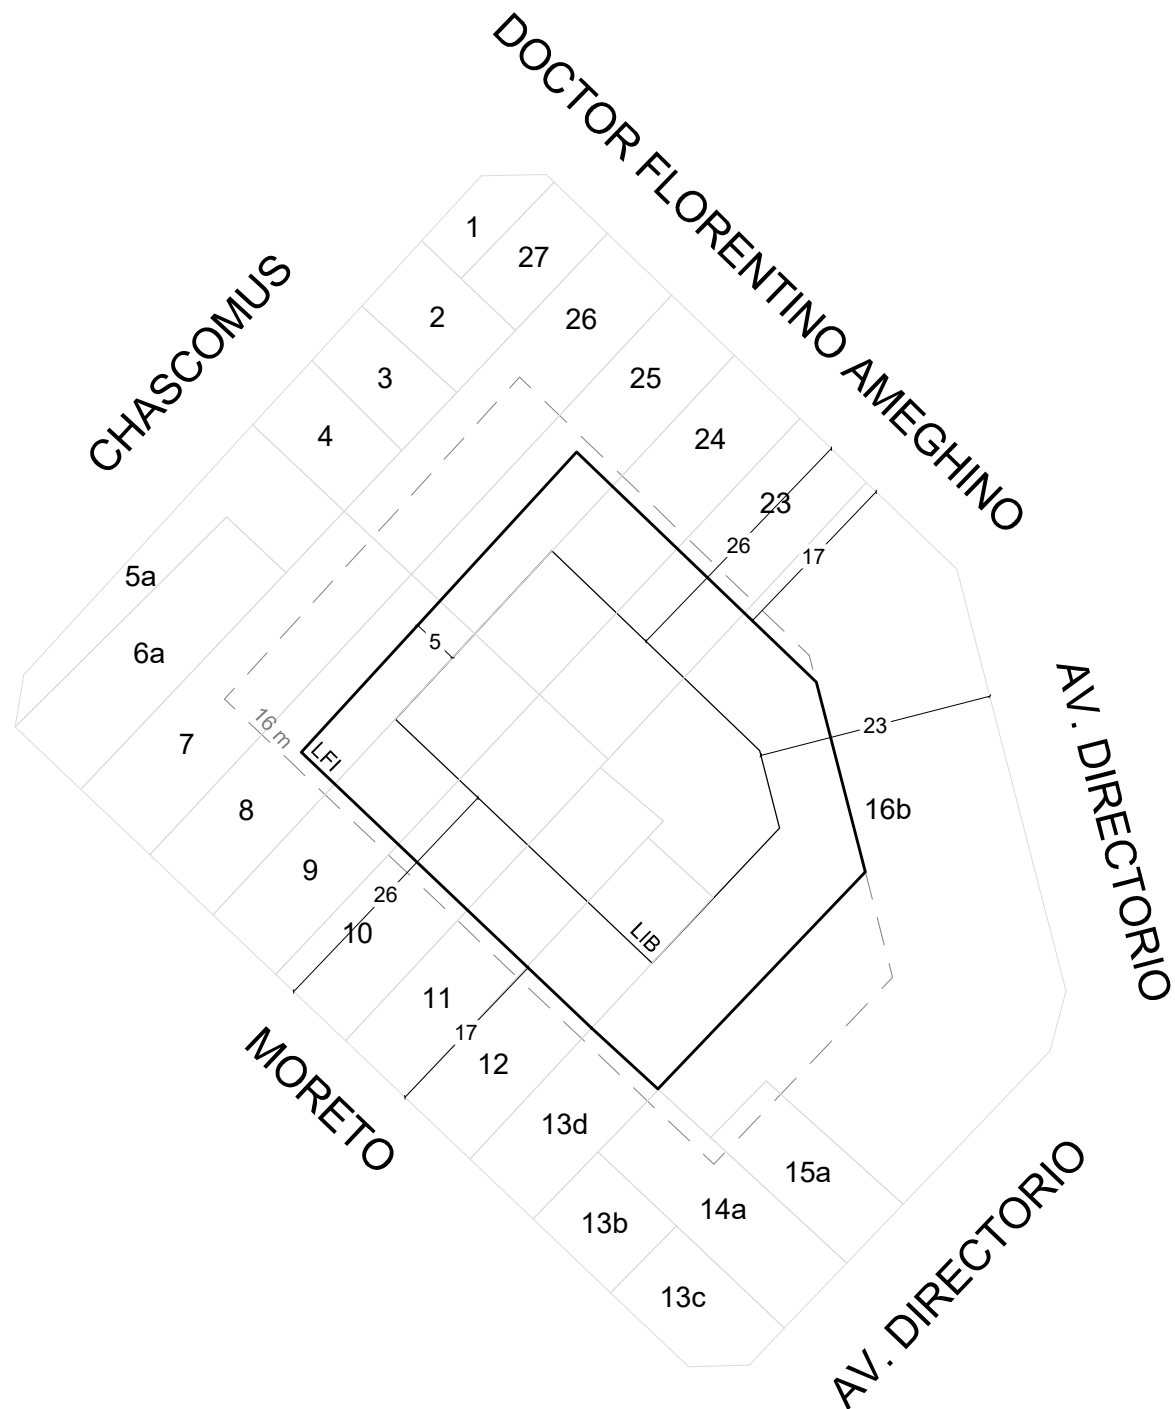 DOCTOR FLORENTINO AMEGHINO
CHASCOMUS
1
27
2
26
3
25
4
24
23
26
17
5a
6a
5
7
16 m
LFI
23
AV. DIRECTORIO
8
16b
9
26
10
LIB
11
17
12
MORETO
13d
15a
14a
13b
13c
AV. DIRECTORIO